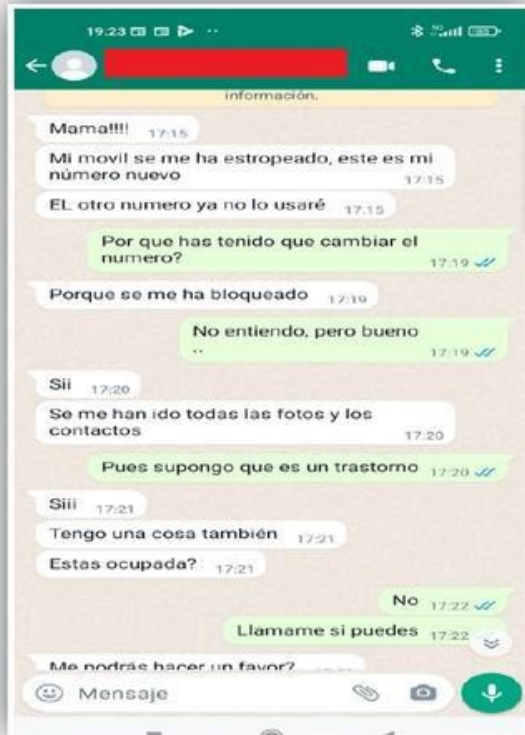 19:23
5G
información.
Mama!!!! 17:15
Mi movil se me ha estropeado, este es mi
número nuevo 17:15
EL otro numero ya no lo usaré 17:15
Por que has tenido que cambiar el
numero? 17:19
Porque se me ha bloqueado 17:19
No entiendo, pero bueno
.. 17:19
Sii 17:20
Se me han ido todas las fotos y los
contactos 17:20
Pues supongo que es un trastorno 17:20
Siii 17:21
Tengo una cosa también 17:21
Estas ocupada? 17:21
No 17:22
Llamame si puedes 17:22
Me podrás hacer un favor?
Mensaje